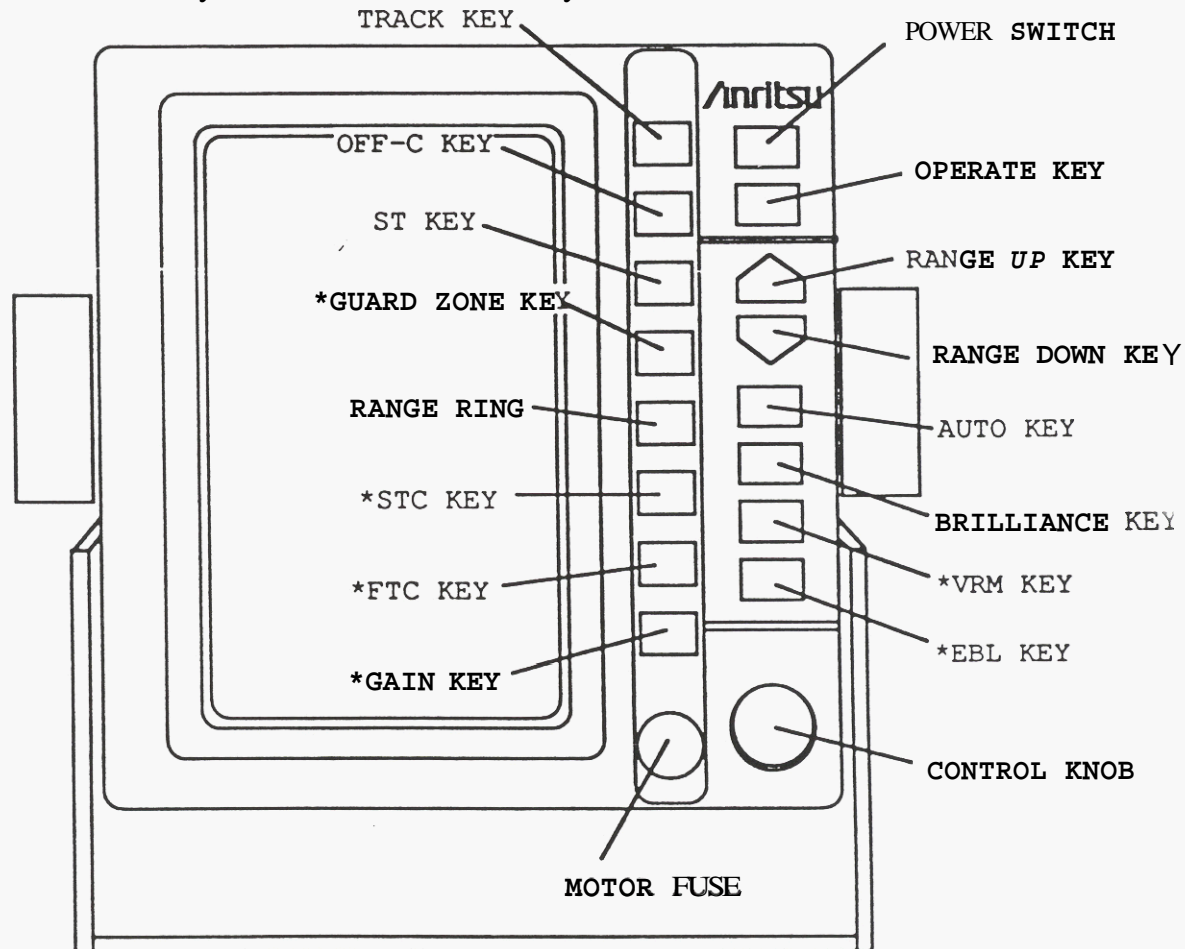 TRACK KEY
POWER SWITCH
Anritsu
OFF-C KEY
OPERATE KEY
ST KEY
RANGE UP KEY
*GUARD ZONE KEY
RANGE DOWN KEY
RANGE RING
AUTO KEY
*STC KEY
BRILLIANCE KEY
*FTC KEY
*VRM KEY
*EBL KEY
*GAIN KEY
CONTROL KNOB
MOTOR FUSE